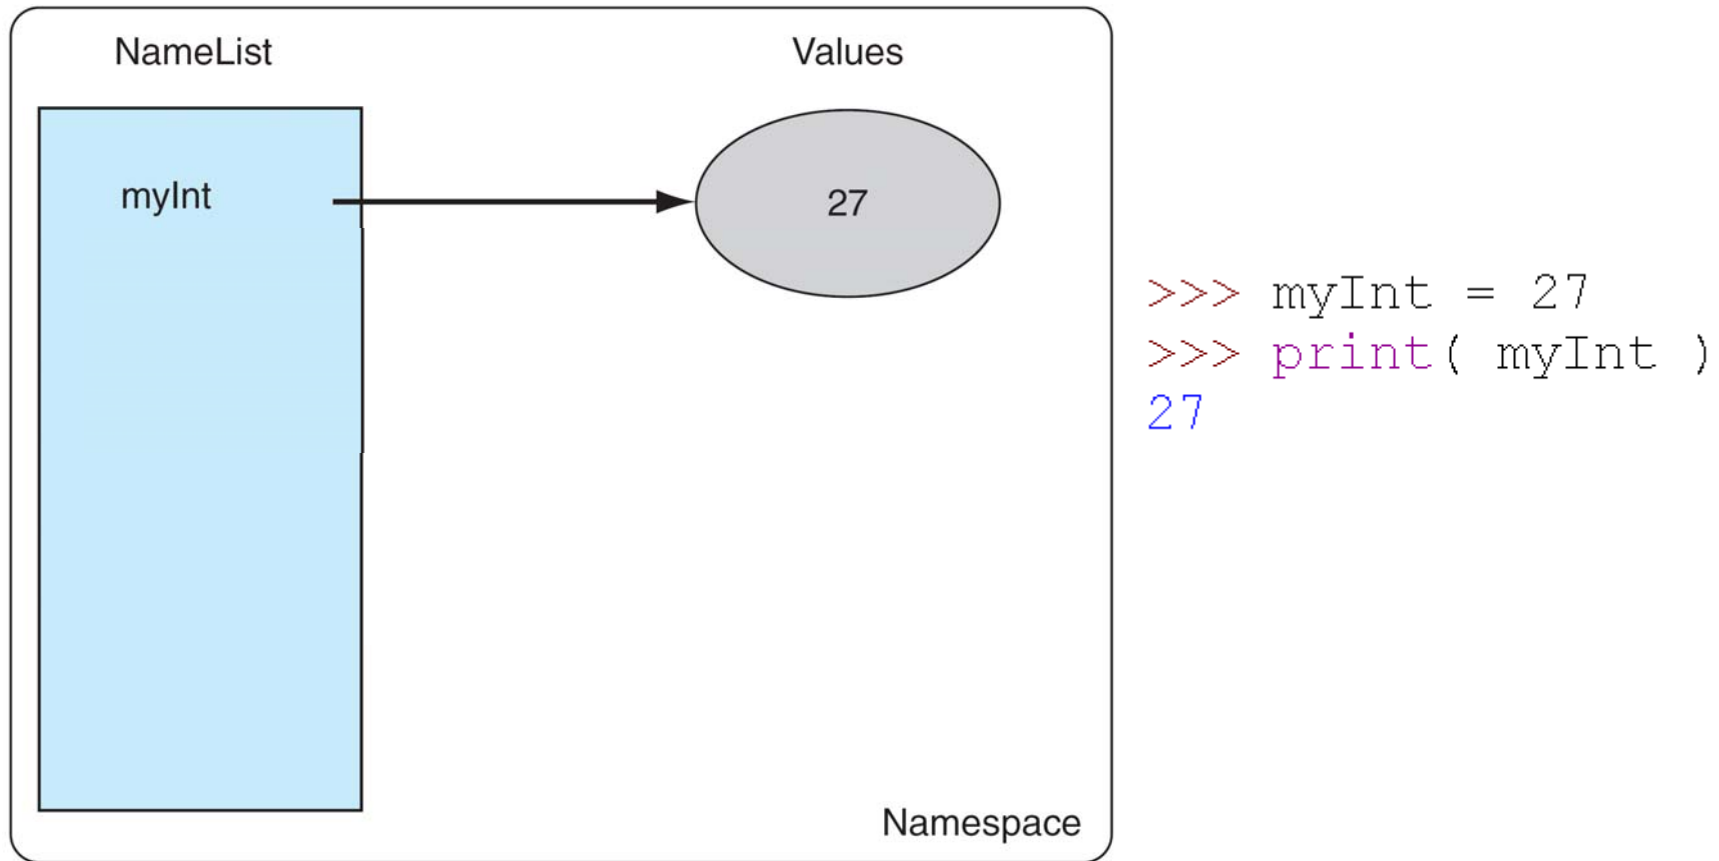 NameList
Values
myInt
27
Namespace
>>> myInt = 27
>>> print( myInt )
27